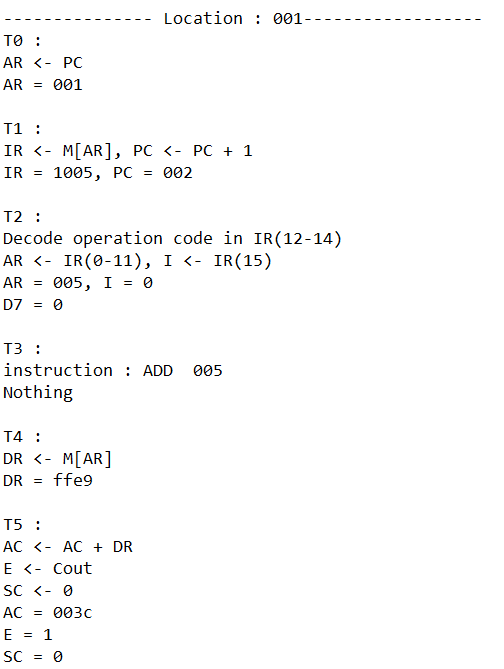 --------------- Location : 001------------------
T0 :
AR <- PC
AR = 001
T1 :
IR <- M[AR], PC <- PC + 1
IR = 1005, PC = 002
T2 :
Decode operation code in IR(12-14)
AR <- IR(0-11), I <- IR(15)
AR = 005, I = 0
D7 = 0
T3 :
instruction : ADD  005
Nothing
T4 :
DR <- M[AR]
DR = ffe9
T5 :
AC <- AC + DR
E <- Cout
SC <- 0
AC = 003c
E = 1
SC = 0